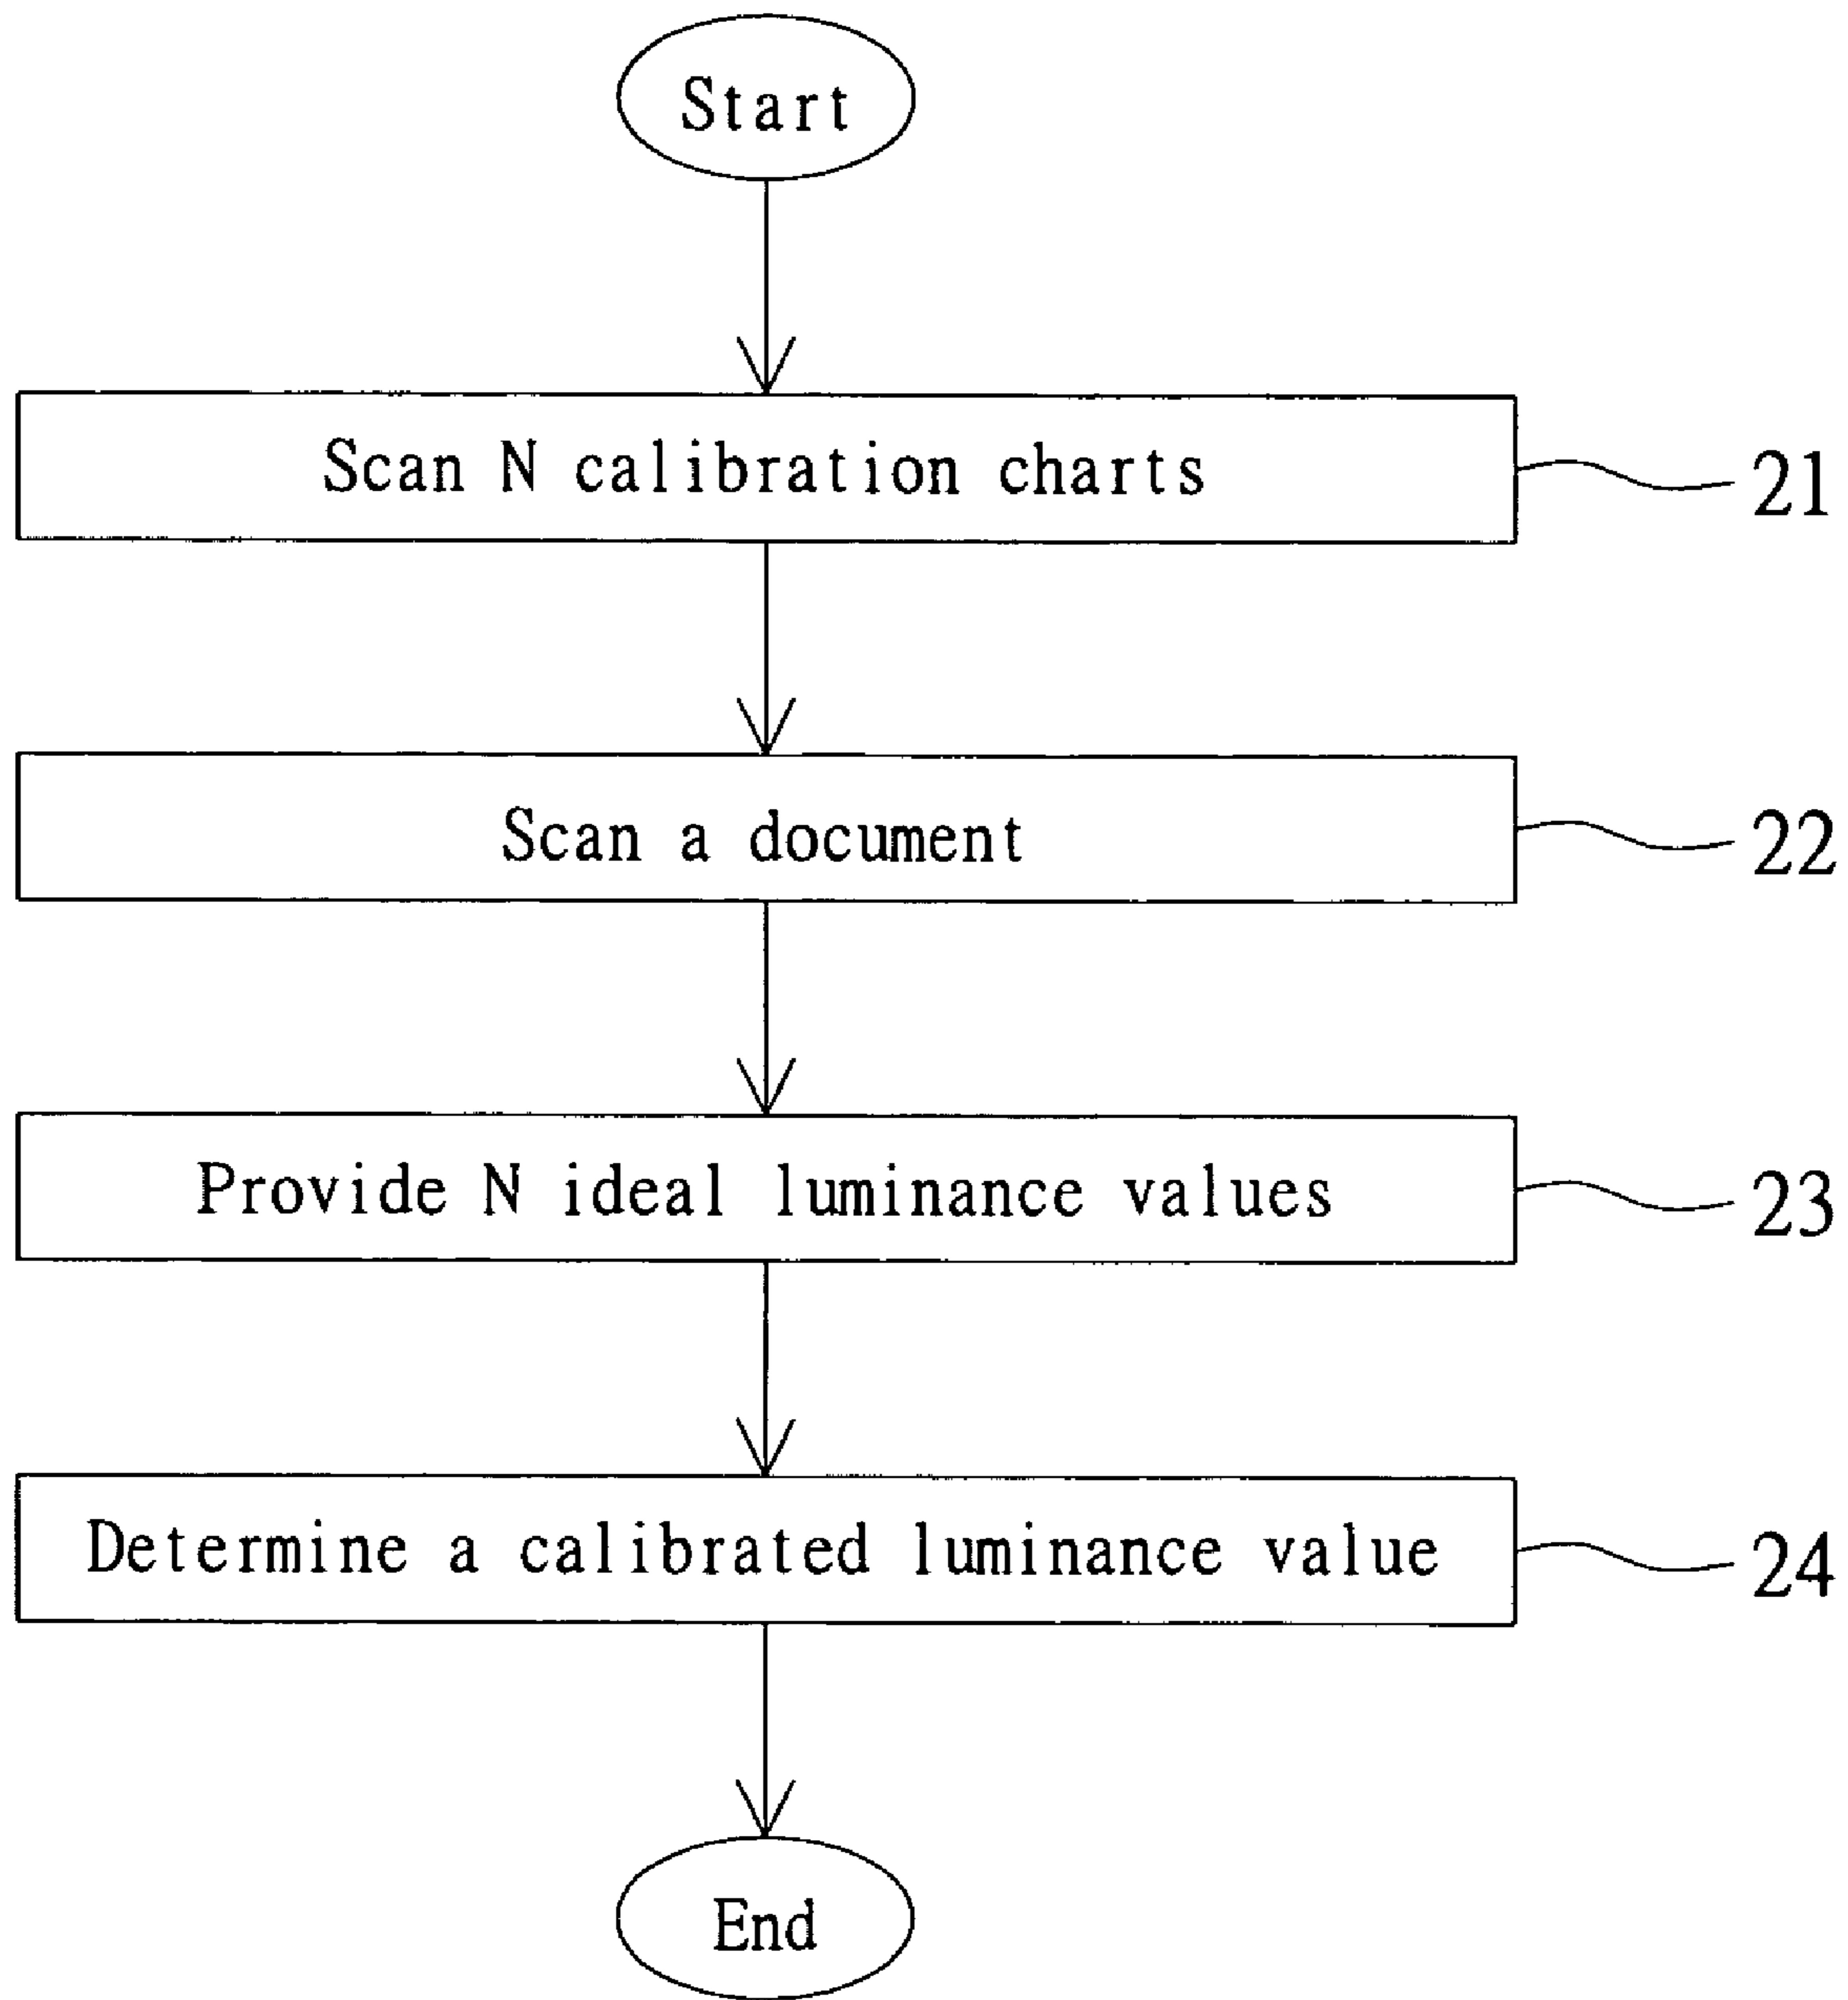 Start
Scan N calibration charts
21
Scan a document
22
Provide N ideal luminance values
23
Determine a calibrated luminance value
24
End